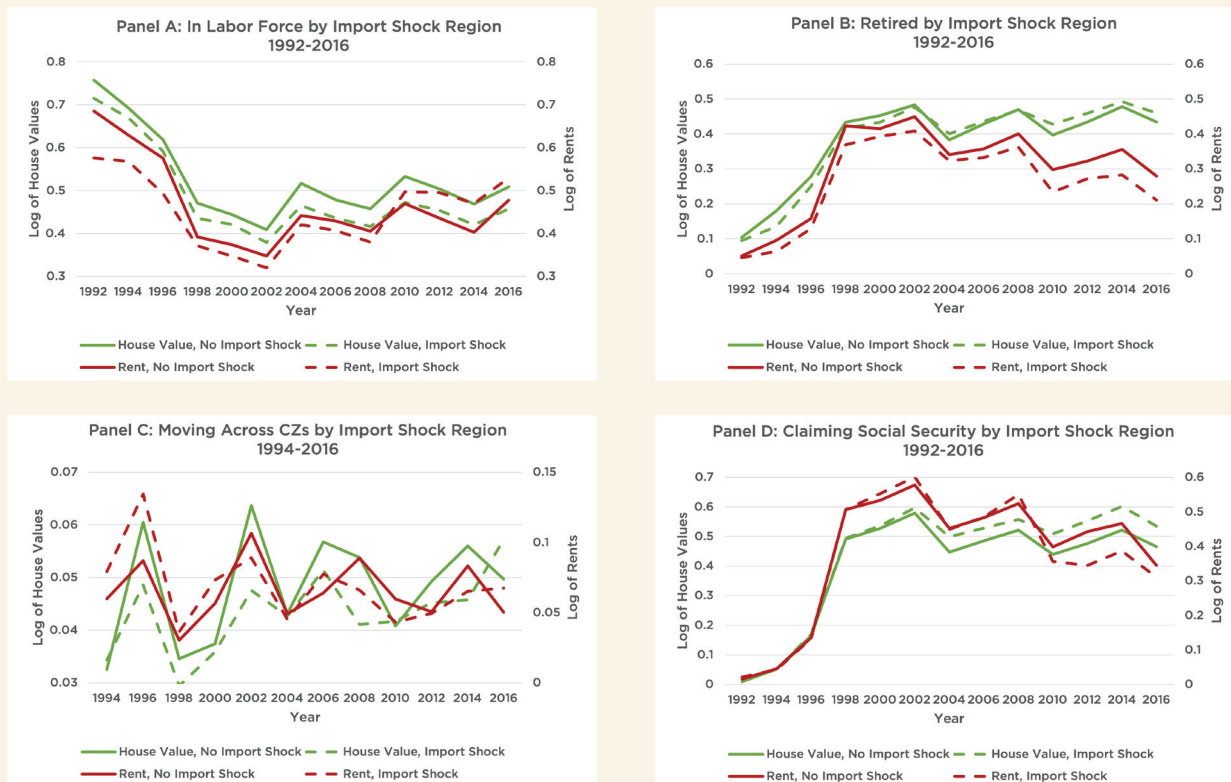 Panel A: In Labor Force by Import Shock Region
1992-2016
0.8
0.7
0.6
0.5
0.4
0.3
Log of House Values
0.8
0.7
0.6
0.5
0.4
0.3
Log of Rents
1992 1994 1996 1998 2000 2002 2004 2006 2008 2010 2012 2014 2016
Year
House Value, No Import Shock House Value, Import Shock
Rent, No Import Shock Rent, Import Shock
Panel B: Retired by Import Shock Region
1992-2016
0.6
0.5
0.4
0.3
0.2
0.1
0
Log of House Values
0.6
0.5
0.4
0.3
0.2
0.1
0
Log of Rents
1992 1994 1996 1998 2000 2002 2004 2006 2008 2010 2012 2014 2016
Year
House Value, No Import Shock House Value, Import Shock
Rent, No Import Shock Rent, Import Shock
Panel C: Moving Across CZs by Import Shock Region
1994-2016
0.07
0.06
0.05
0.04
0.03
Log of House Values
0.15
0.1
0.05
0
Log of Rents
1994 1996 1998 2000 2002 2004 2006 2008 2010 2012 2014 2016
Year
House Value, No Import Shock House Value, Import Shock
Rent, No Import Shock Rent, Import Shock
Panel D: Claiming Social Security by Import Shock Region
1992-2016
0.7
0.6
0.5
0.4
0.3
0.2
0.1
0
Log of House Values
0.6
0.5
0.4
0.3
0.2
0.1
0
Log of Rents
1992 1994 1996 1998 2000 2002 2004 2006 2008 2010 2012 2014 2016
Year
House Value, No Import Shock House Value, Import Shock
Rent, No Import Shock Rent, Import Shock